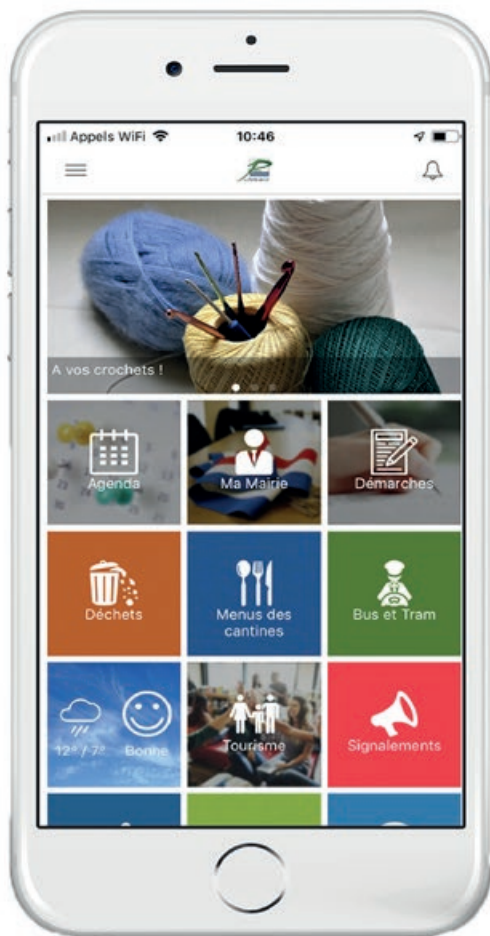 Appels WiFi
10:46
A vos crochets !
Agenda
Ma Mairie
Démarches
Déchets
Menus des
cantines
Bus et Tram
12° / 7°
Bonne
Tourisme
Signalements